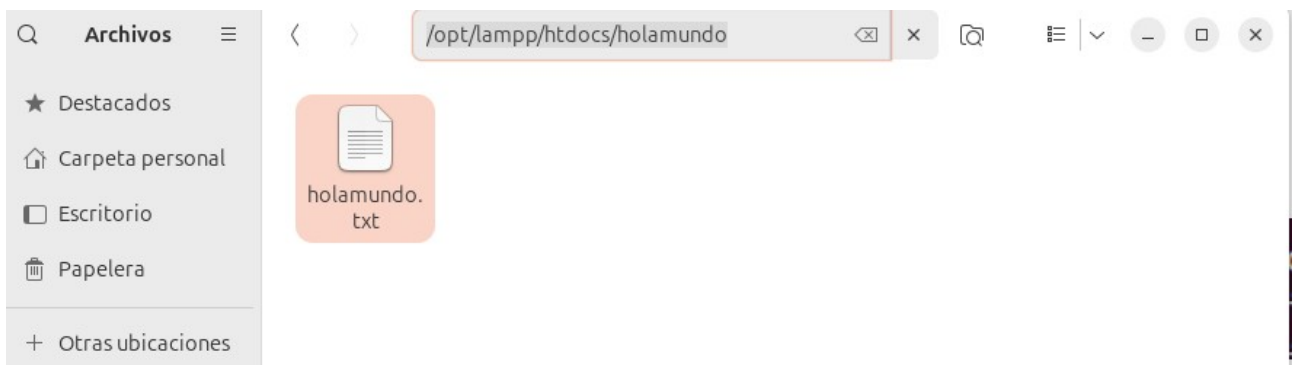 Archivos
/opt/lampp/htdocs/holamundo
Destacados
Carpeta personal
Escritorio
Papelera
Otras ubicaciones
holamundo.
txt